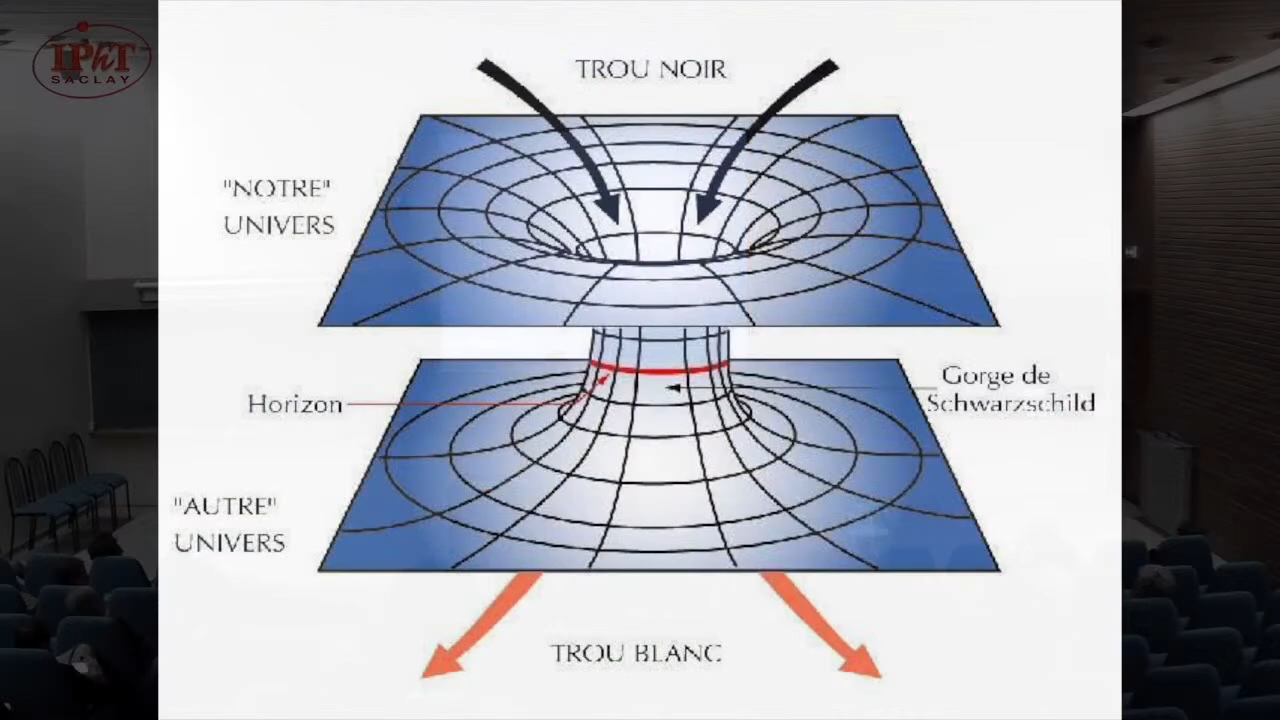 IPhT
SACLAY
TROU NOIR
"NOTRE"
UNIVERS
Gorge de
Schwarzschild
Horizon
"AUTRE"
UNIVERS
TROU BLANC